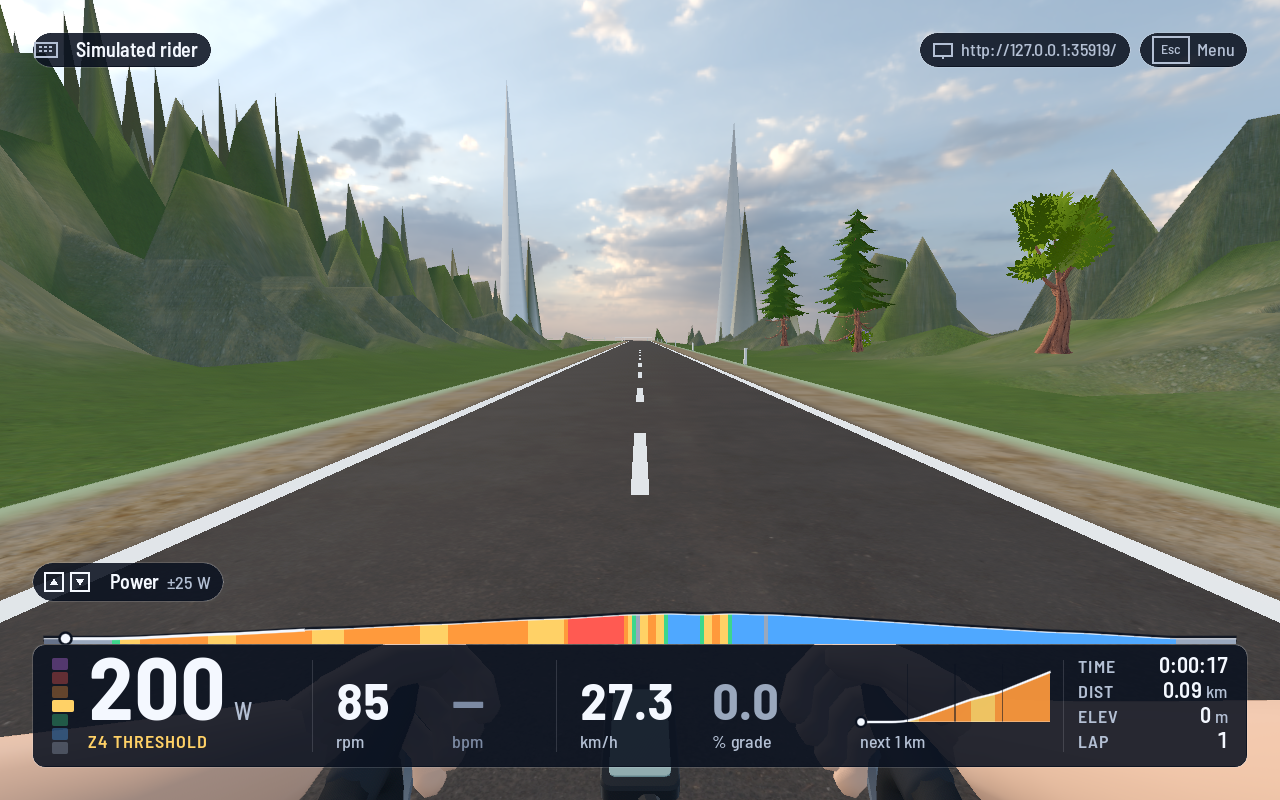 Simulated rider
http://127.0.0.1:35919/
Esc Menu
Power ±25 W
200 W
Z4 THRESHOLD
85 rpm
– bpm
27.3 km/h
0.0 % grade
next 1 km
TIME 0:00:17
DIST 0.09 km
ELEV 0 m
LAP 1